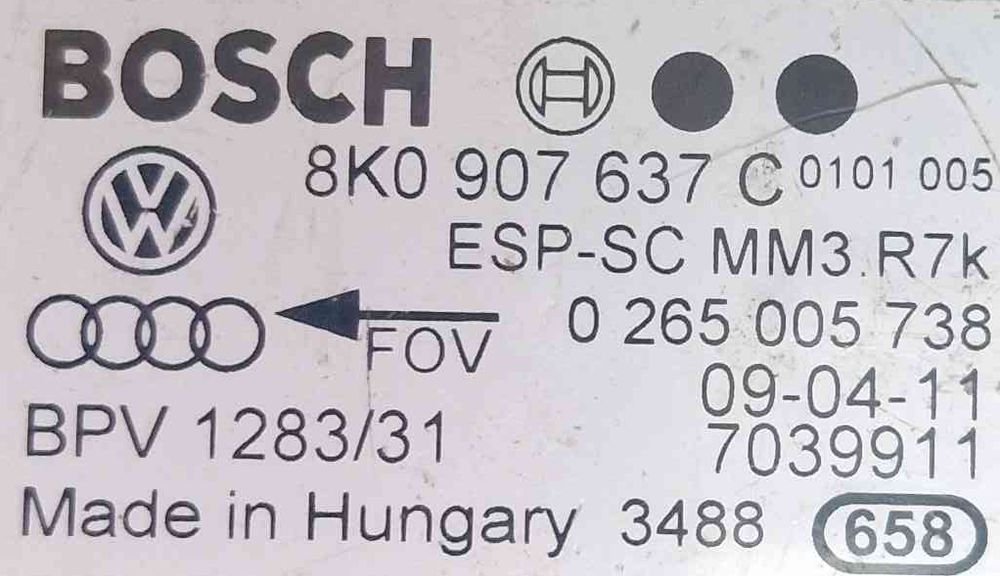 BOSCH
8K0 907 637 C 0101 005
ESP-SC MM3.R7k
0 265 005 738
FOV
09-04-11
BPV 1283/31
7039911
Made in Hungary 3488 658